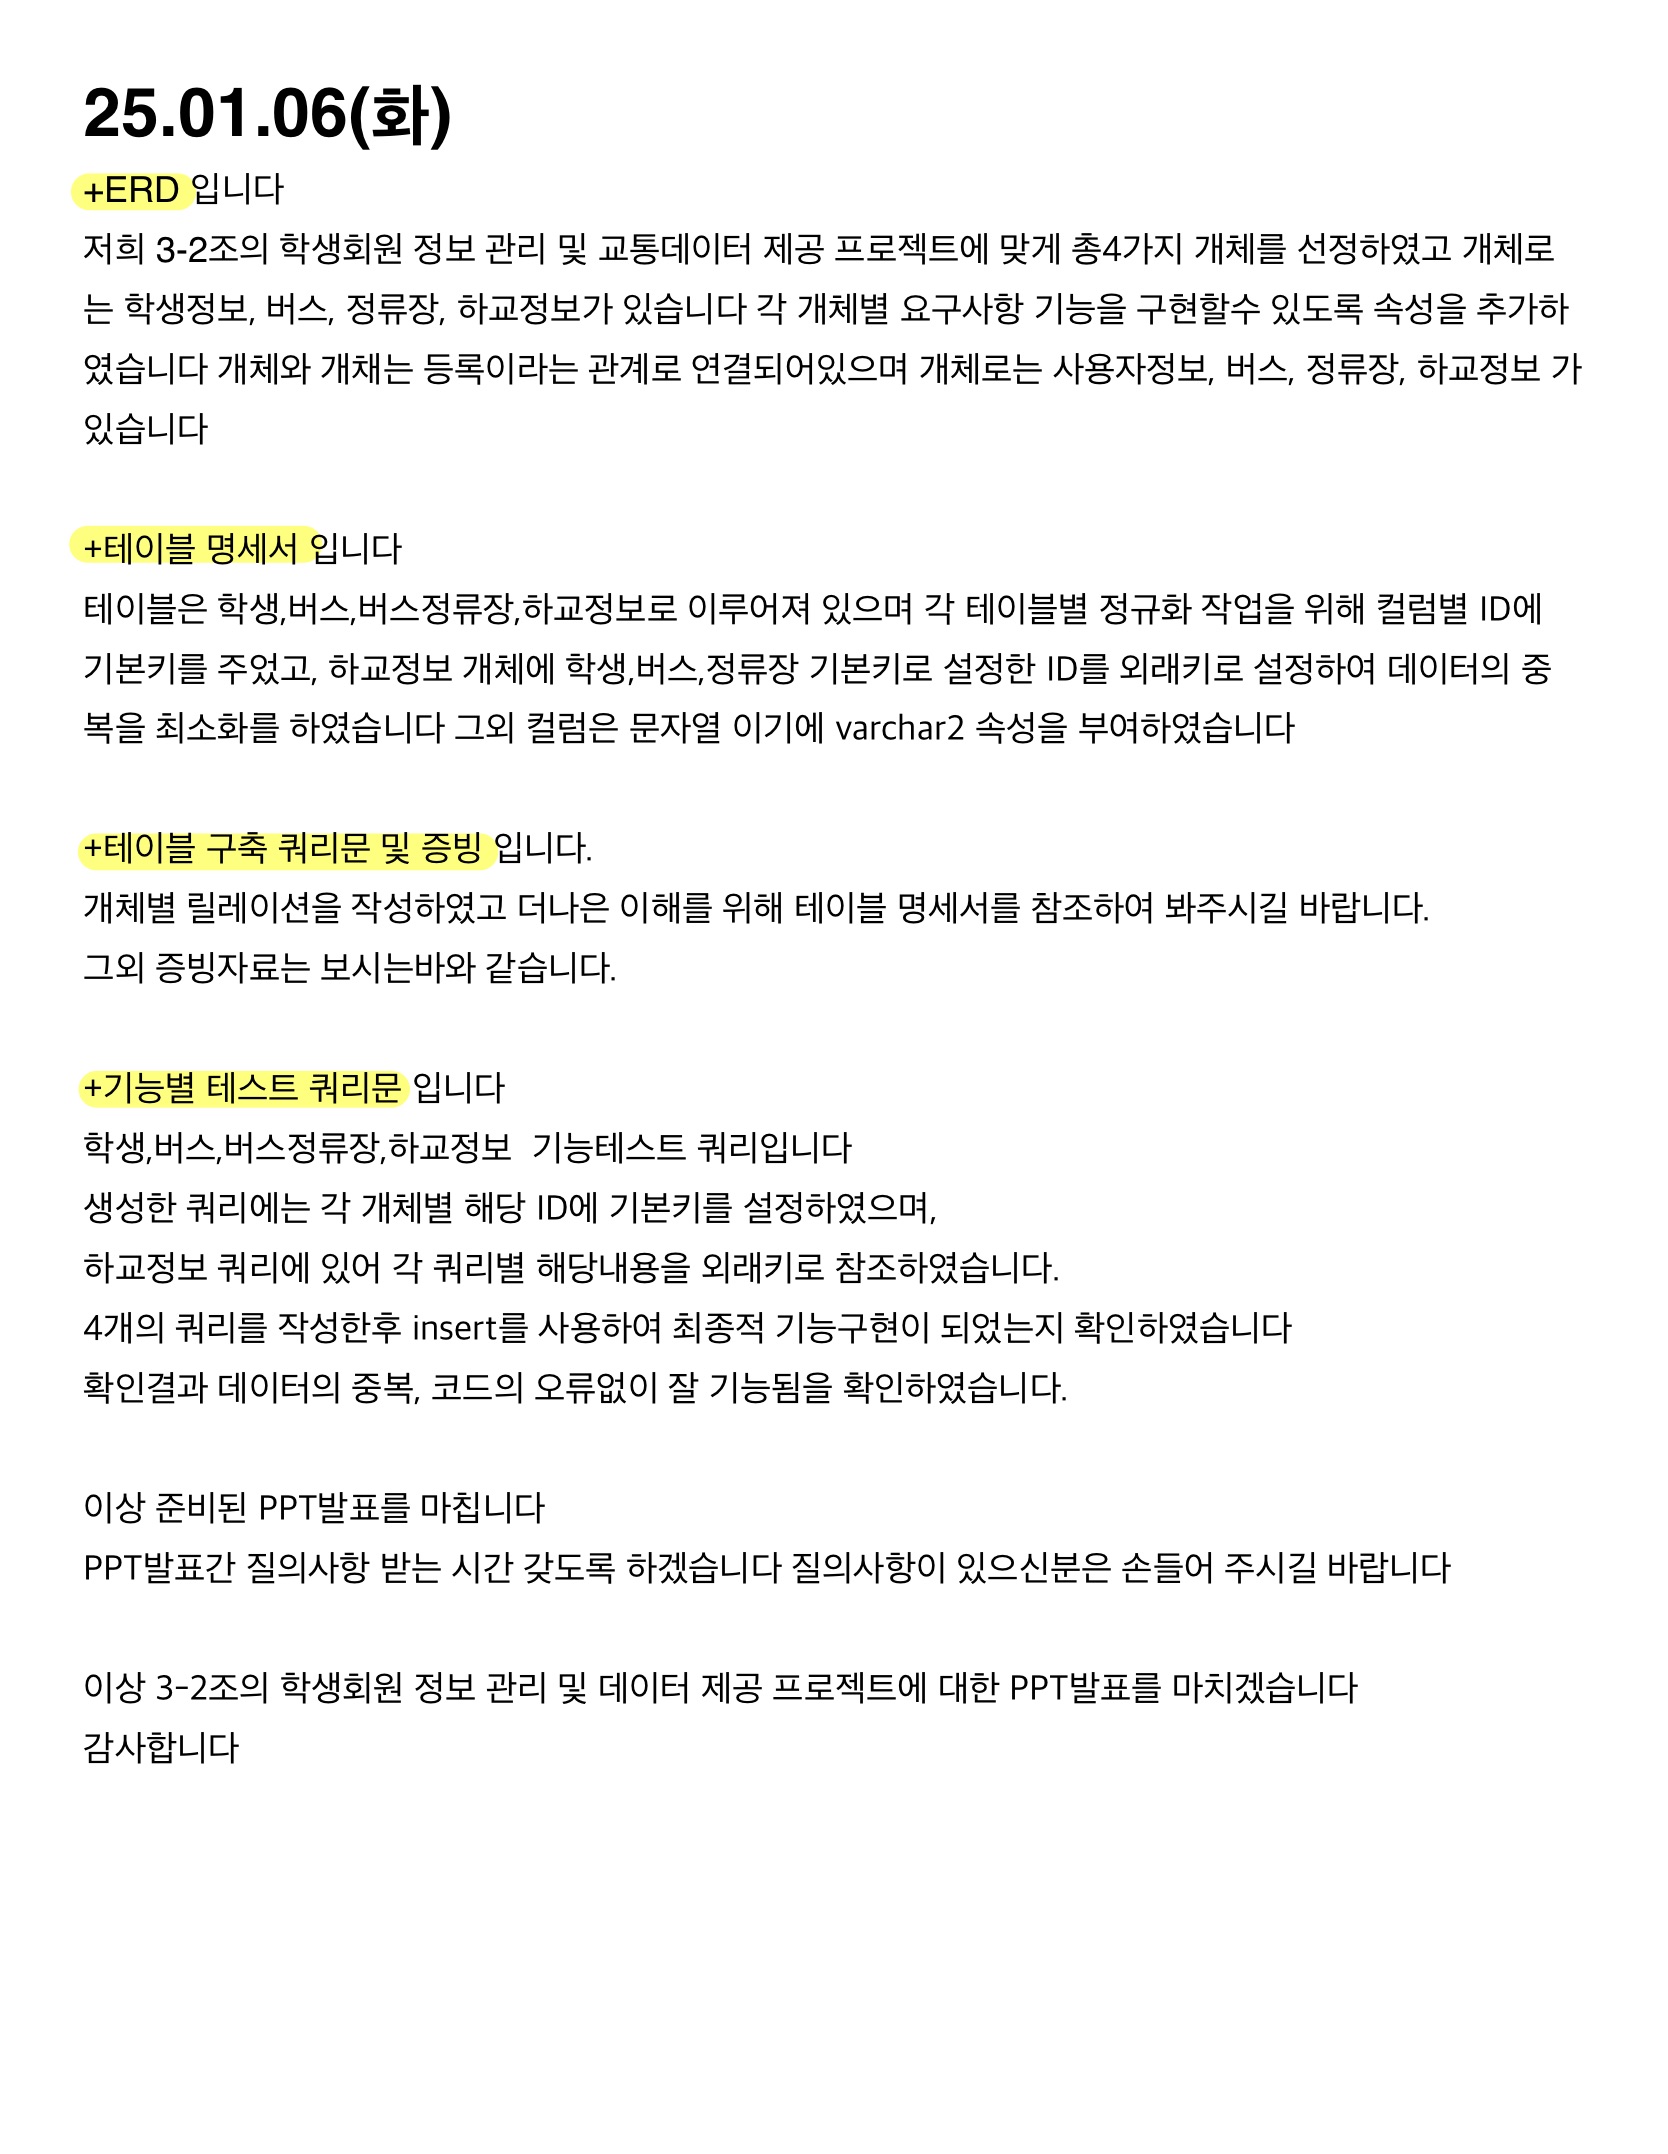 25.01.06(화)
+ERD 입니다
저희 3-2조의 학생회원 정보 관리 및 교통데이터 제공 프로젝트에 맞게 총4가지 개체를 선정하였고 개체로
는 학생정보, 버스, 정류장, 하교정보가 있습니다 각 개체별 요구사항 기능을 구현할수 있도록 속성을 추가하
였습니다 개체와 개채는 등록이라는 관계로 연결되어있으며 개체로는 사용자정보, 버스, 정류장, 하교정보 가
있습니다
+테이블 명세서 입니다
테이블은 학생,버스,버스정류장,하교정보로 이루어져 있으며 각 테이블별 정규화 작업을 위해 컬럼별 ID에
기본키를 주었고, 하교정보 개체에 학생,버스,정류장 기본키로 설정한 ID를 외래키로 설정하여 데이터의 중
복을 최소화를 하였습니다 그외 컬럼은 문자열 이기에 varchar2 속성을 부여하였습니다
+테이블 구축 쿼리문 및 증빙 입니다.
개체별 릴레이션을 작성하였고 더나은 이해를 위해 테이블 명세서를 참조하여 봐주시길 바랍니다.
그외 증빙자료는 보시는바와 같습니다.
+기능별 테스트 쿼리문 입니다
학생,버스,버스정류장,하교정보  기능테스트 쿼리입니다
생성한 쿼리에는 각 개체별 해당 ID에 기본키를 설정하였으며,
하교정보 쿼리에 있어 각 쿼리별 해당내용을 외래키로 참조하였습니다.
4개의 쿼리를 작성한후 insert를 사용하여 최종적 기능구현이 되었는지 확인하였습니다
확인결과 데이터의 중복, 코드의 오류없이 잘 기능됨을 확인하였습니다.
이상 준비된 PPT발표를 마칩니다
PPT발표간 질의사항 받는 시간 갖도록 하겠습니다 질의사항이 있으신분은 손들어 주시길 바랍니다
이상 3-2조의 학생회원 정보 관리 및 데이터 제공 프로젝트에 대한 PPT발표를 마치겠습니다
감사합니다